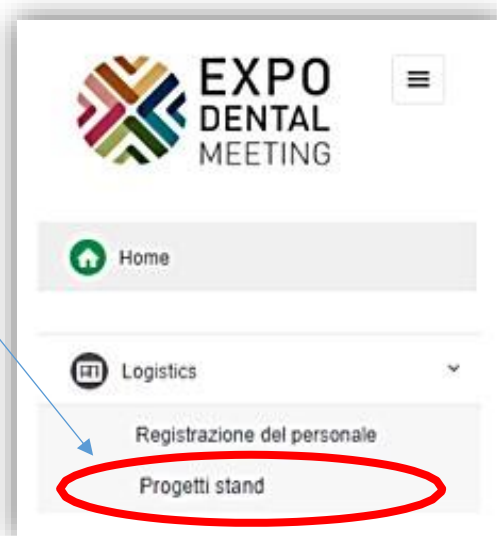 EXPO
DENTAL
MEETING
Home
Logistics
Registrazione del personale
Progetti stand